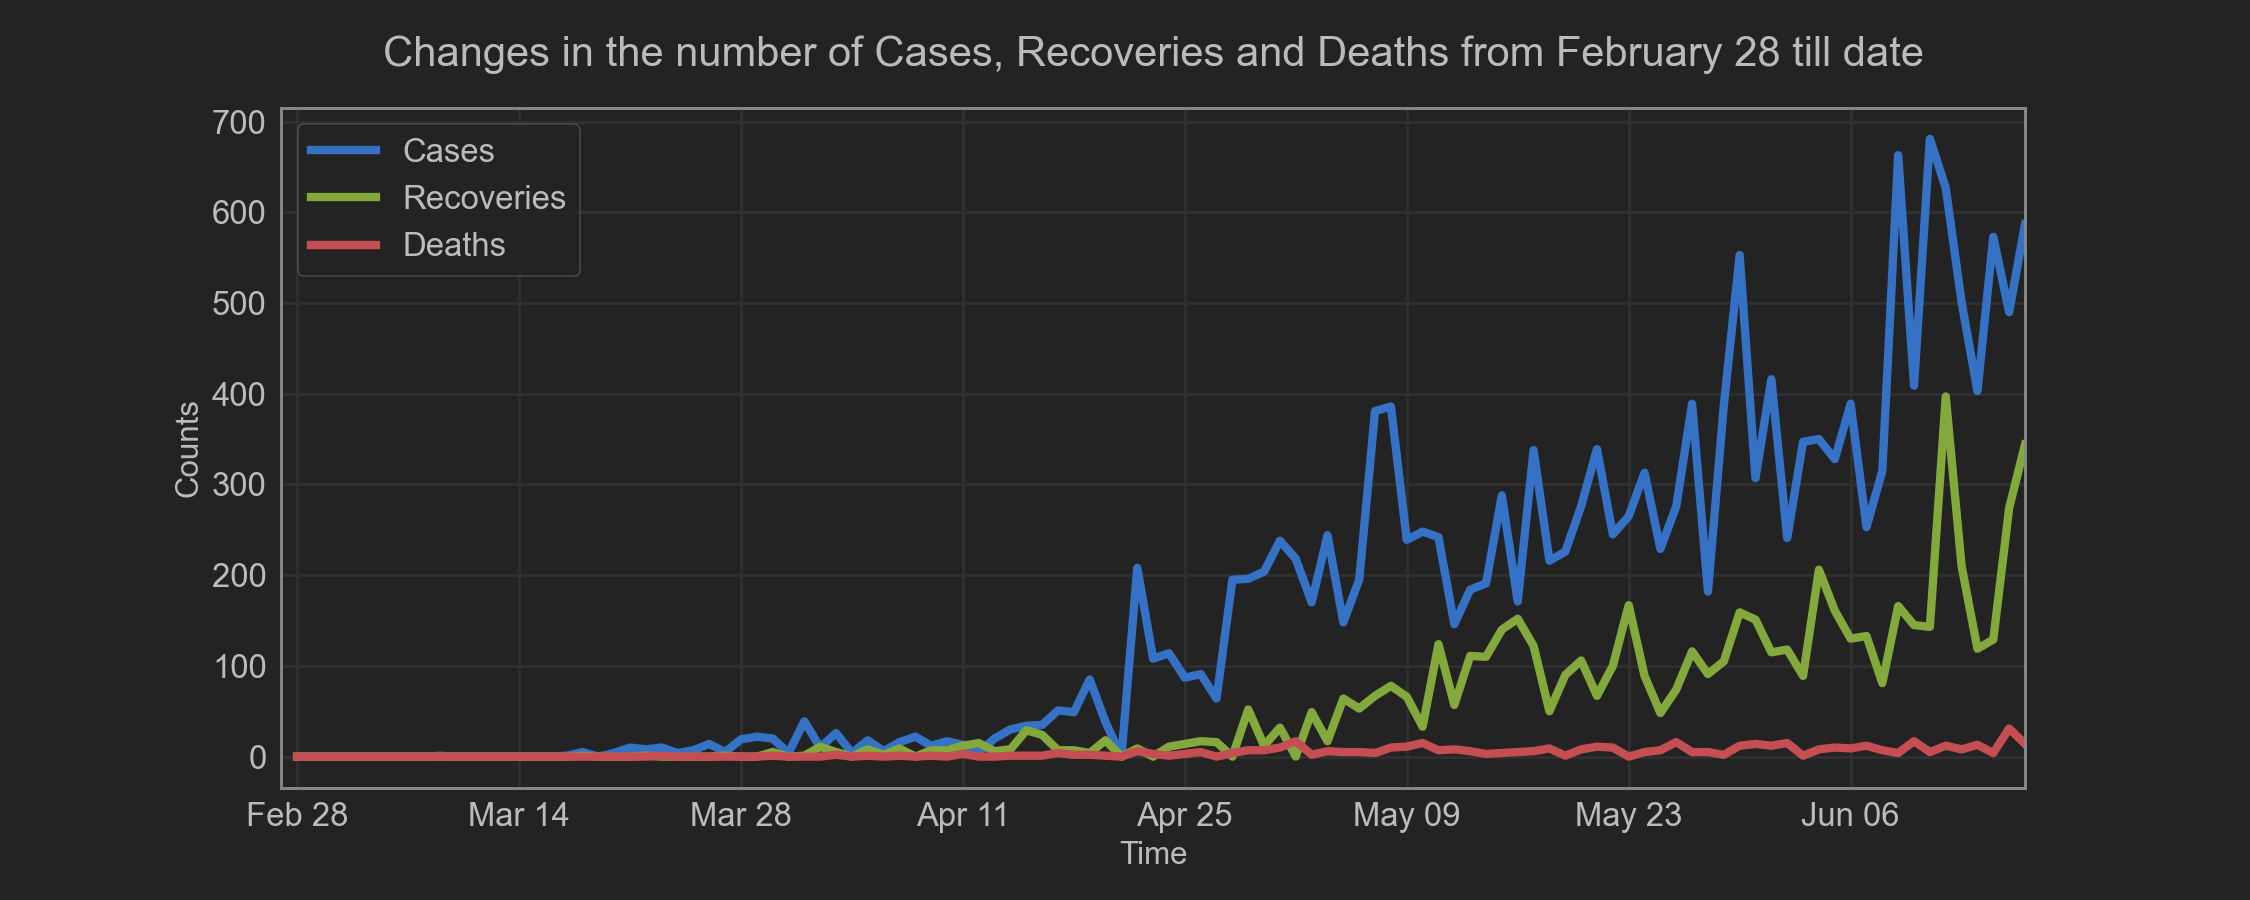 Changes in the number of Cases, Recoveries and Deaths from February 28 till date
700
600
500
400
300
200
100
0
Counts
Cases
Recoveries
Deaths
Feb 28 Mar 14 Mar 28 Apr 11 Apr 25 May 09 May 23 Jun 06
Time